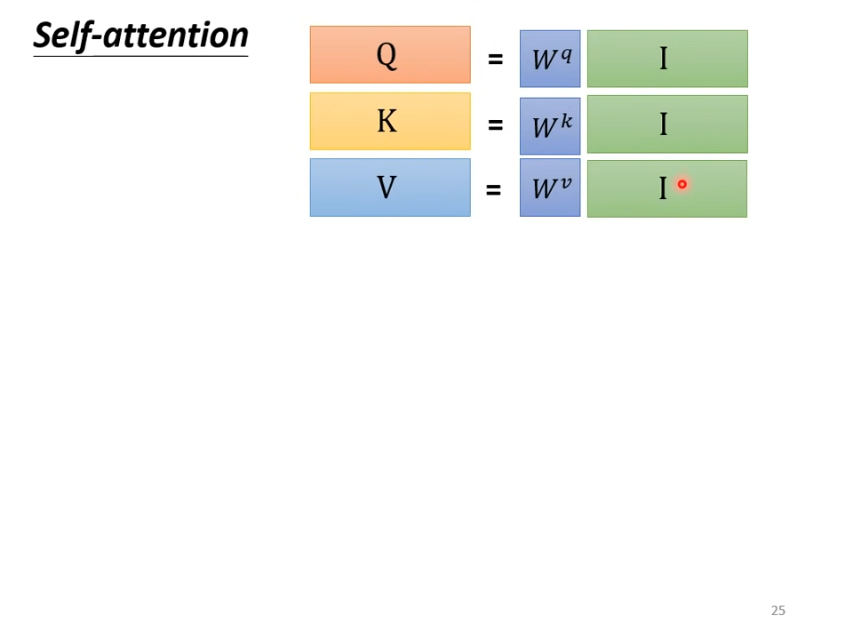 Self-attention
Q = W^q I
K = W^k I
V = W^v I
25